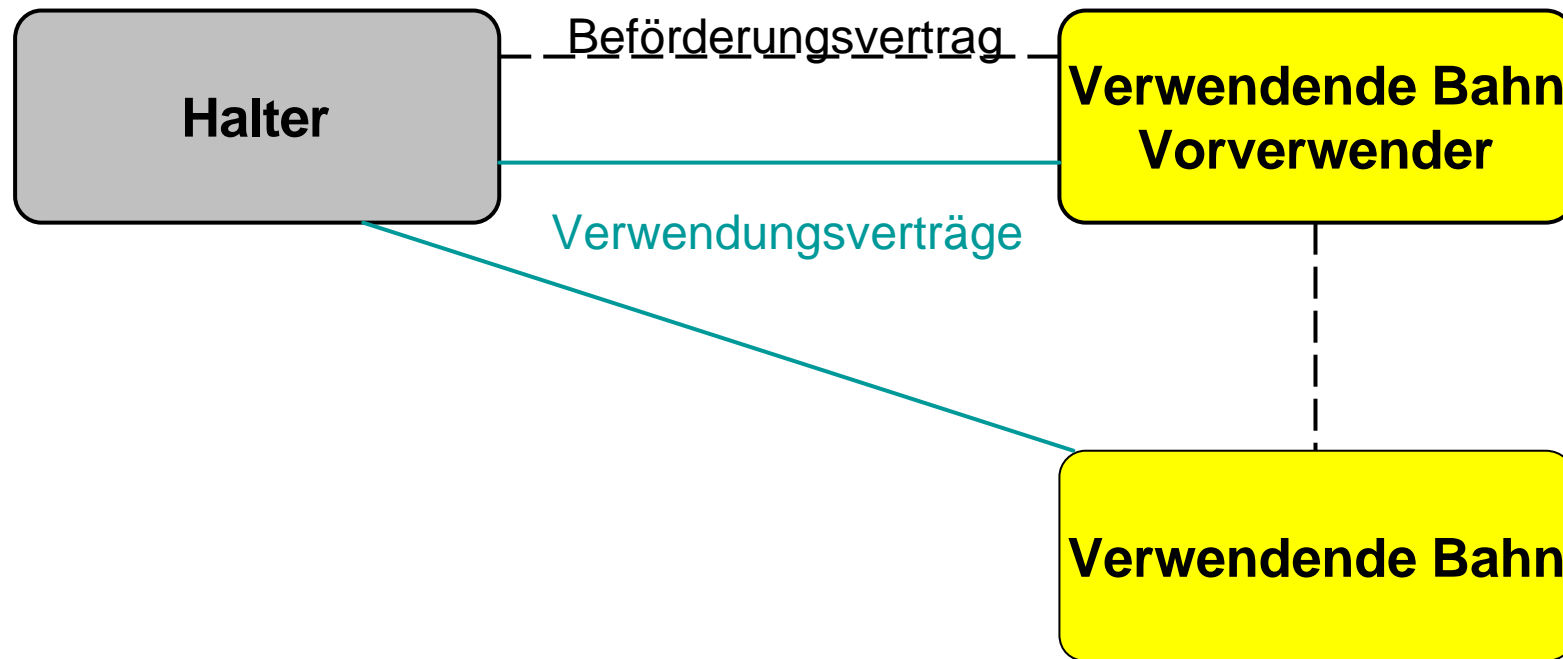 Beförderungsvertrag
Halter
Verwendende Bahn
Vorverwender
Verwendungsverträge
Verwendende Bahn